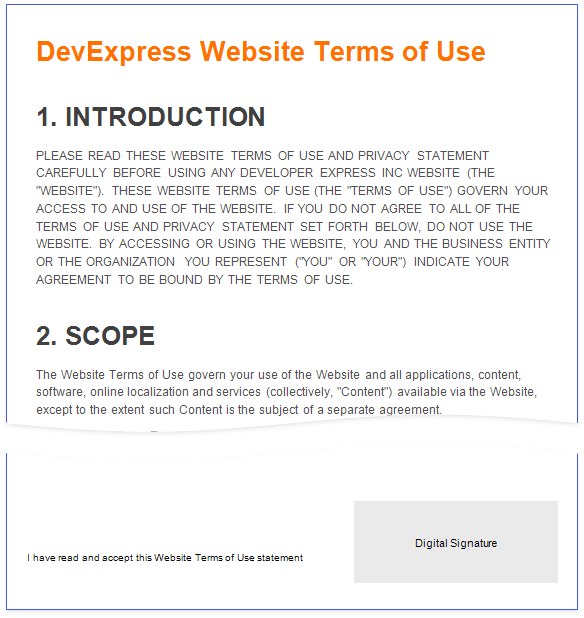 DevExpress Website Terms of Use
1. INTRODUCTION
PLEASE READ THESE WEBSITE TERMS OF USE AND PRIVACY STATEMENT
CAREFULLY BEFORE USING ANY DEVELOPER EXPRESS INC WEBSITE (THE
"WEBSITE"). THESE WEBSITE TERMS OF USE (THE "TERMS OF USE") GOVERN YOUR
ACCESS TO AND USE OF THE WEBSITE. IF YOU DO NOT AGREE TO ALL OF THE
TERMS OF USE AND PRIVACY STATEMENT SET FORTH BELOW, DO NOT USE THE
WEBSITE. BY ACCESSING OR USING THE WEBSITE, YOU AND THE BUSINESS ENTITY
OR THE ORGANIZATION YOU REPRESENT ("YOU" OR "YOUR") INDICATE YOUR
AGREEMENT TO BE BOUND BY THE TERMS OF USE.
2. SCOPE
The Website Terms of Use govern your use of the Website and all applications, content,
software, online localization and services (collectively, "Content") available via the Website,
except to the extent such Content is the subject of a separate agreement.
Digital Signature
I have read and accept this Website Terms of Use statement